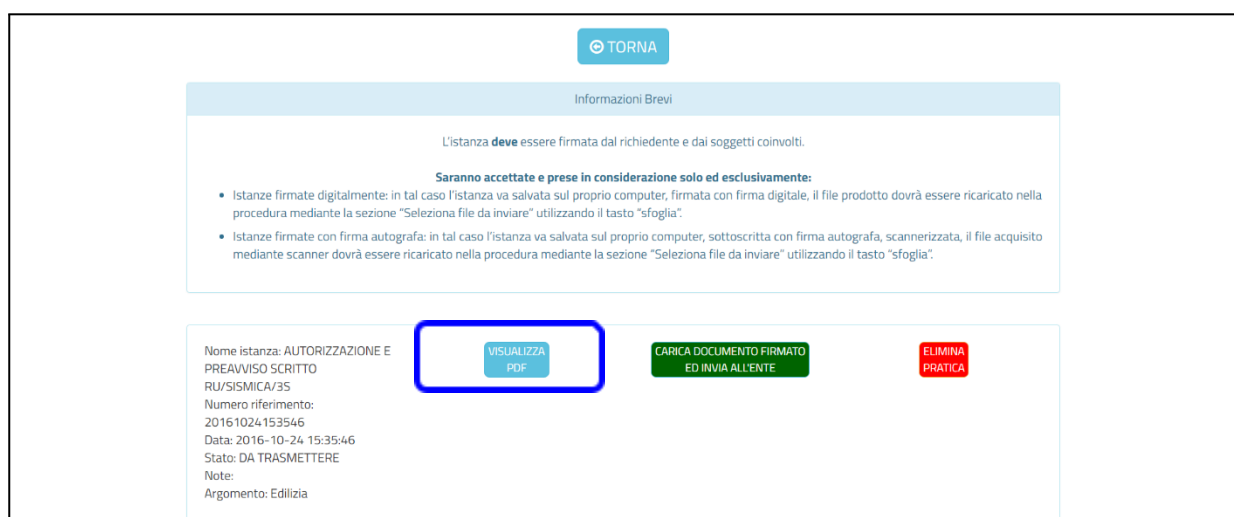 TORNA
Informazioni Brevi
L'istanza deve essere firmata dal richiedente e dai soggetti coinvolti.
Saranno accettate e prese in considerazione solo ed esclusivamente:
• Istanze firmate digitalmente: in tal caso l'istanza va salvata sul proprio computer, firmata con firma digitale, il file prodotto dovrà essere ricaricato nella
procedura mediante la sezione "Seleziona file da inviare" utilizzando il tasto "sfoglia".
• Istanze firmate con firma autografa: in tal caso l'istanza va salvata sul proprio computer, sottoscritta con firma autografa, scannerizzata, il file acquisito
mediante scanner dovrà essere ricaricato nella procedura mediante la sezione "Seleziona file da inviare" utilizzando il tasto "sfoglia".
Nome istanza: AUTORIZZAZIONE E
PREAVVISO SCRITTO
RU/SISMICA/3S
Numero riferimento:
20161024153546
Data: 2016-10-24 15:35:46
Stato: DA TRASMETTERE
Note:
Argomento: Edilizia
VISUALIZZA
PDF
CARICA DOCUMENTO FIRMATO
ED INVIA ALL'ENTE
ELIMINA
PRATICA